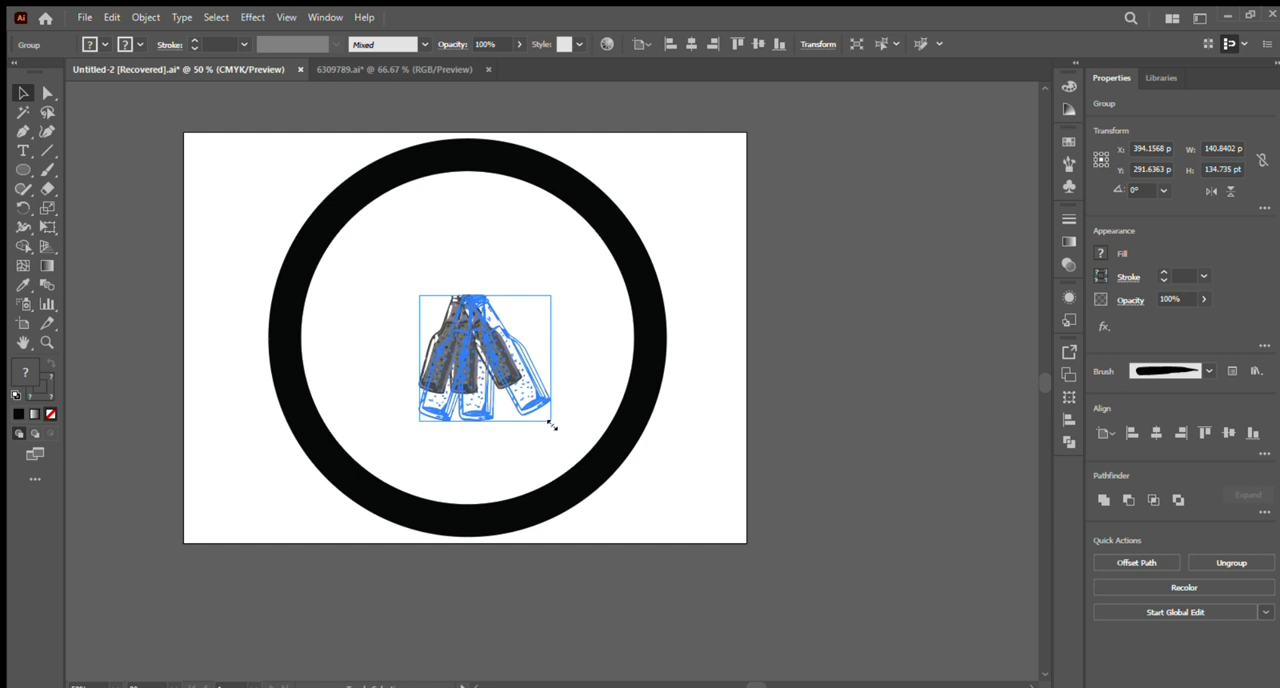 Ai File Edit Object Type Select Effect View Window Help
Group ? ? Stroke: Mixed Opacity: 100% Style: Transform
Untitled-2 [Recovered].ai* @ 50 % (CMYK/Preview) × 6309789.ai* @ 66.67 % (RGB/Preview) ×
Properties Libraries
Group
Transform
X: 394.1568 p W: 140.8402 p
Y: 291.6363 p H: 134.735 pt
0°
Appearance
? Fill
Stroke
Opacity 100%
fx.
Brush
Align
Pathfinder
Expand
Quick Actions
Offset Path Ungroup
Recolor
Start Global Edit